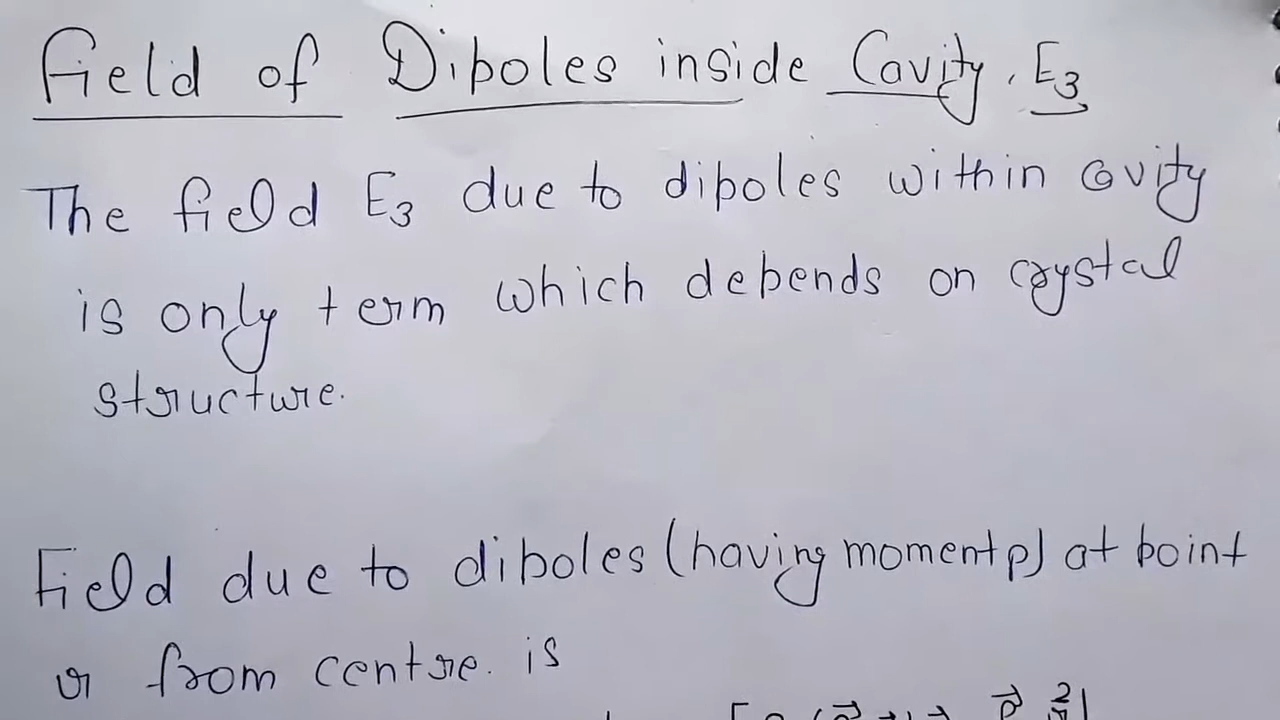 Field of Dipoles inside Cavity, E₃
The field E₃ due to dipoles within cavity
is only term which depends on crystal
structure.
Field due to dipoles (having moment p) at point
r from centre. is